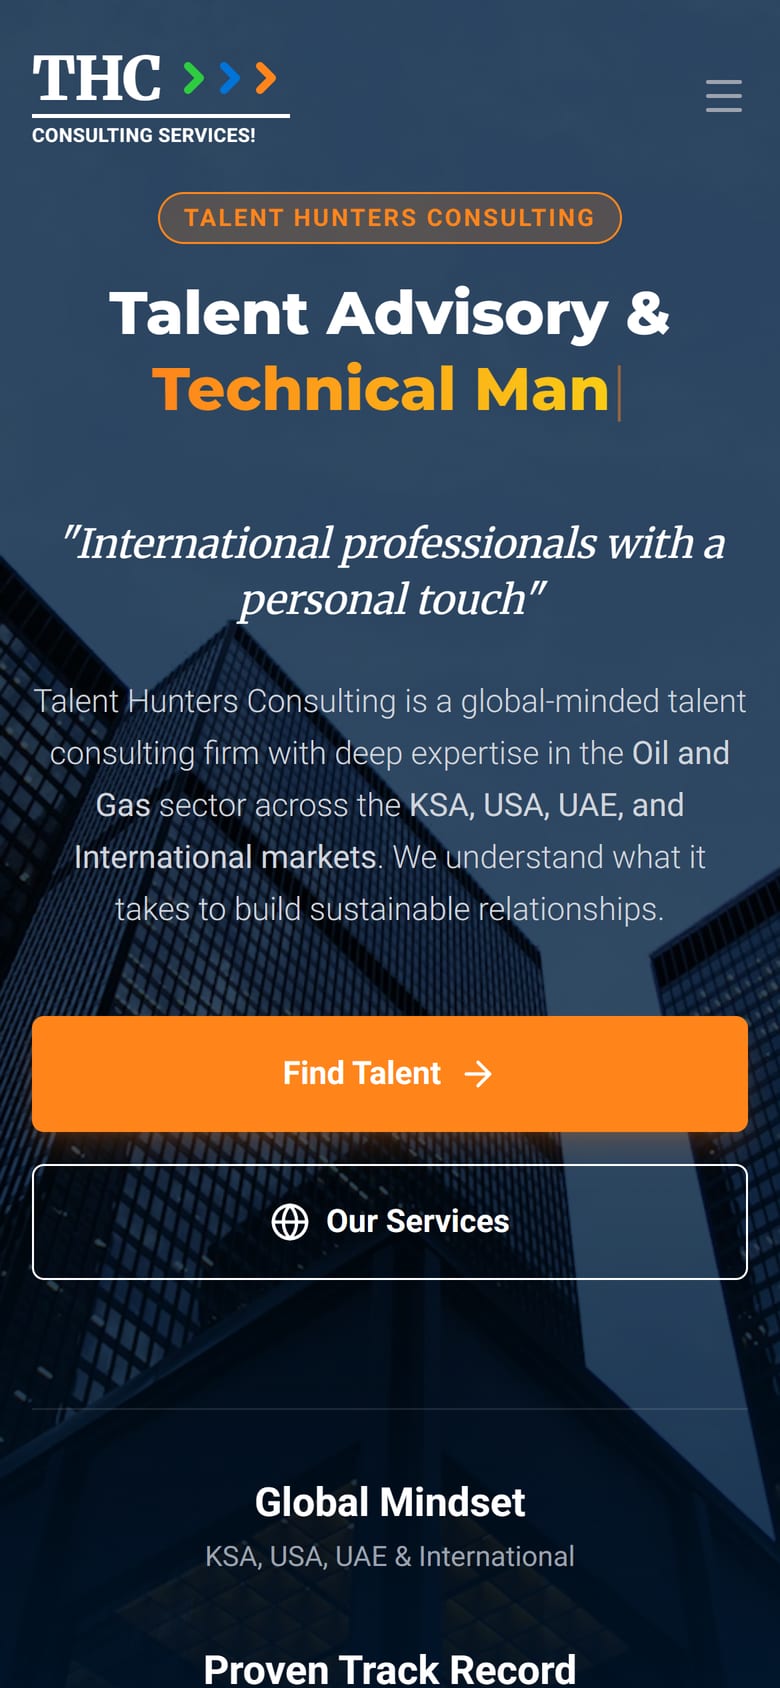 THC
CONSULTING SERVICES!
TALENT HUNTERS CONSULTING
Talent Advisory &
Technical Man
"International professionals with a
personal touch"
Talent Hunters Consulting is a global-minded talent
consulting firm with deep expertise in the Oil and
Gas sector across the KSA, USA, UAE, and
International markets. We understand what it
takes to build sustainable relationships.
Find Talent →
Our Services
Global Mindset
KSA, USA, UAE & International
Proven Track Record